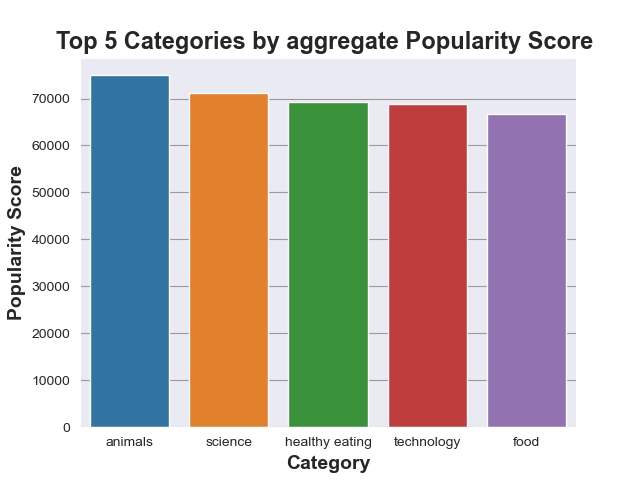 Top 5 Categories by aggregate Popularity Score
Popularity Score
70000
60000
50000
40000
30000
20000
10000
0
animals science healthy eating technology food
Category